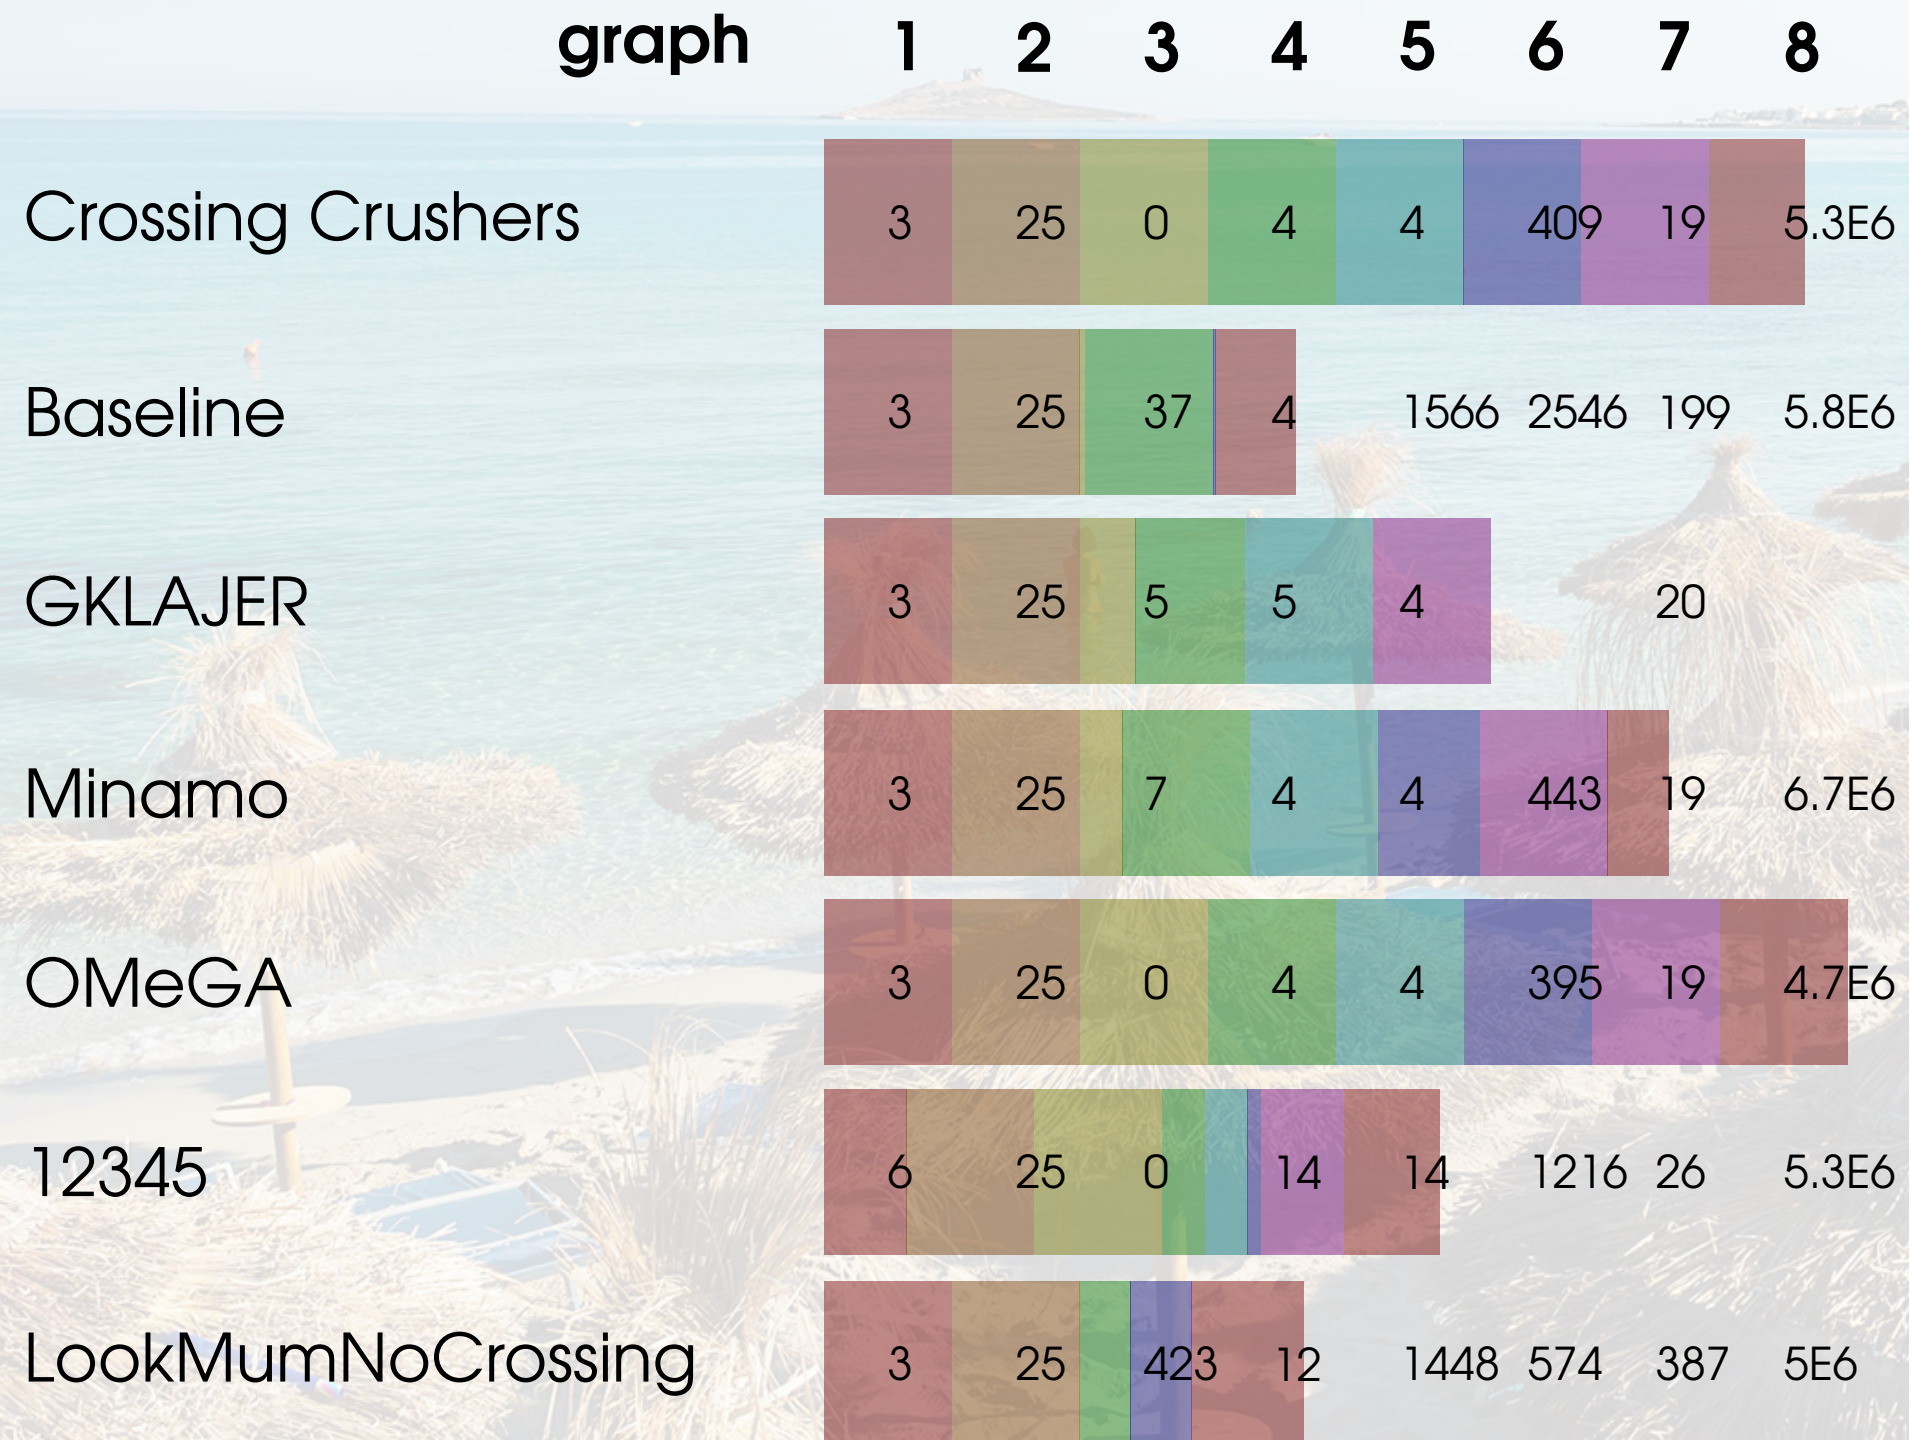 graph 1 2 3 4 5 6 7 8
Crossing Crushers 3 25 0 4 4 409 19 5.3E6
Baseline 3 25 37 4 1566 2546 199 5.8E6
GKLAJER 3 25 5 5 4 20
Minamo 3 25 7 4 4 443 19 6.7E6
OMeGA 3 25 0 4 4 395 19 4.7E6
12345 6 25 0 14 14 1216 26 5.3E6
LookMumNoCrossing 3 25 423 12 1448 574 387 5E6